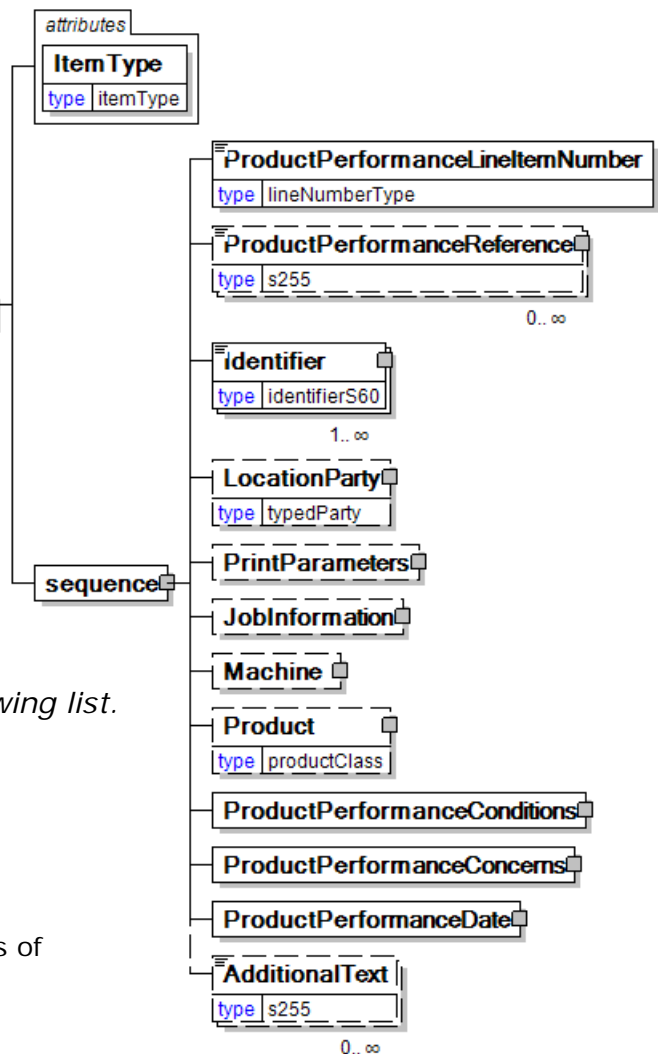 attributes
ItemType
type itemType
ProductPerformanceLineItemNumber
type lineNumberType
ProductPerformanceReference
type s255
0.. ∞
Identifier
type identifierS60
1.. ∞
LocationParty
type typedParty
PrintParameters
sequence
JobInformation
Machine
wing list.
Product
type productClass
ProductPerformanceConditions
ProductPerformanceConcerns
ProductPerformanceDate
s of
AdditionalText
type s255
0.. ∞